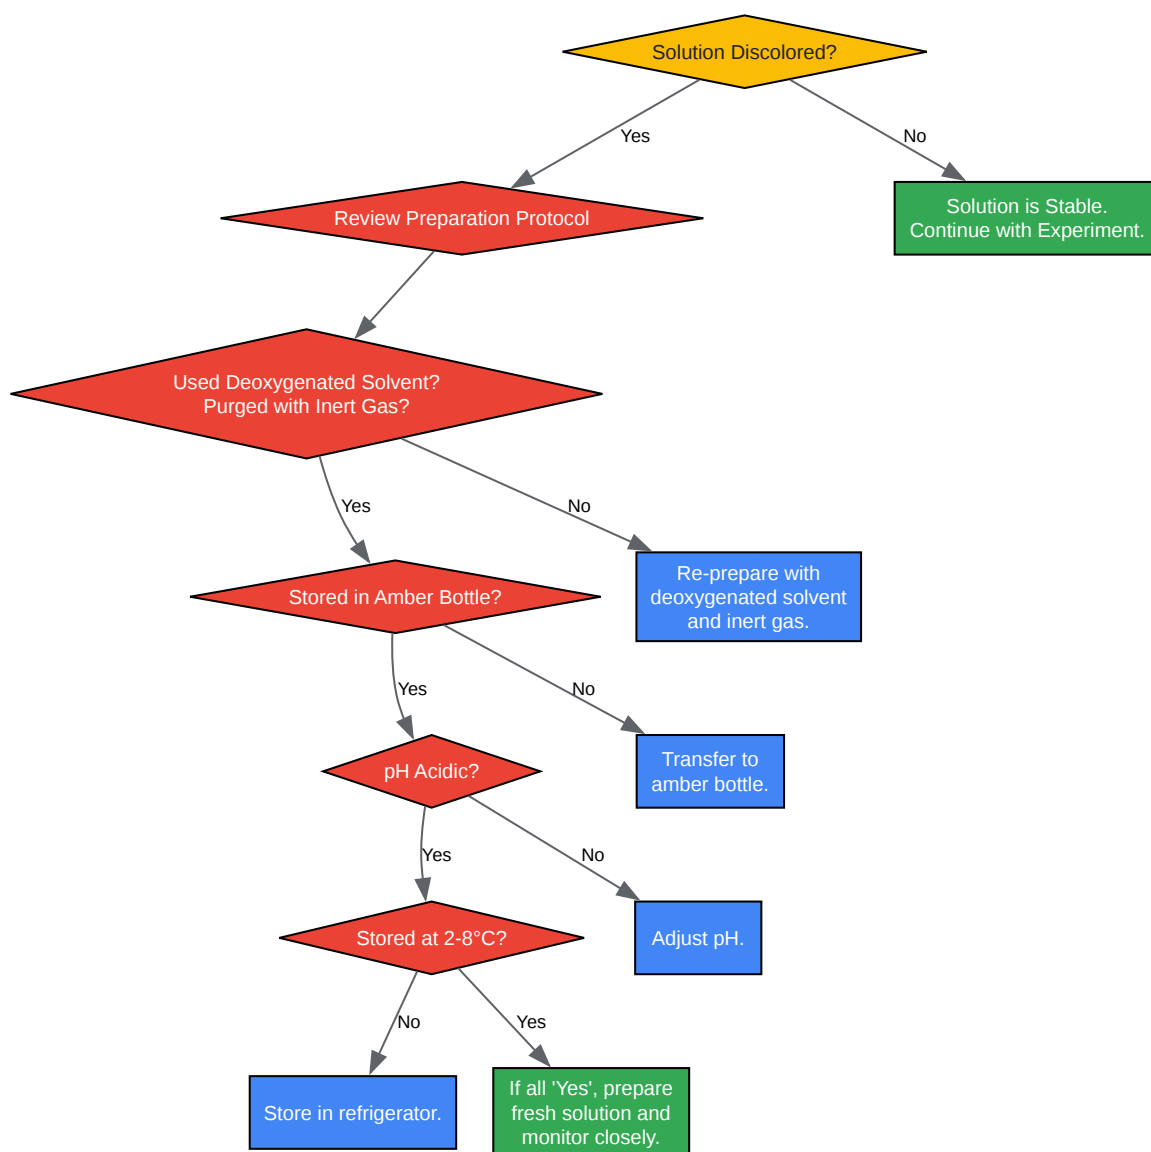 Solution Discolored?
Yes
No
Review Preparation Protocol
Solution is Stable.
Continue with Experiment.
Used Deoxygenated Solvent?
Purged with Inert Gas?
Yes
No
Stored in Amber Bottle?
Re-prepare with
deoxygenated solvent
and inert gas.
Yes
No
pH Acidic?
Transfer to
amber bottle.
Yes
No
Stored at 2-8°C?
Adjust pH.
No
Yes
Store in refrigerator.
If all 'Yes', prepare
fresh solution and
monitor closely.